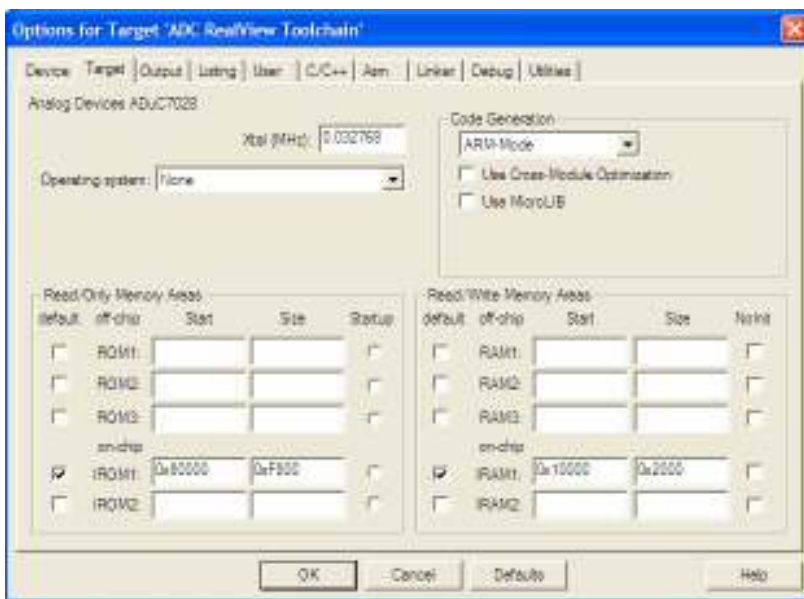 Options for Target 'ADC RealView Toolchain'
Device Target Output Listing User C/C++ Asm Linker Debug Utilities
Analog Devices ADuC7028
Xtal (MHz): 0.032768
Operating system: None
Code Generation
ARM-Mode
Use Cross-Module Optimization
Use MicroLIB
Read/Only Memory Areas
default off-chip Start Size Startup
ROM1:
ROM2:
ROM3:
on-chip
IROM1: 0x80000 0xF800
IROM2:
Read/Write Memory Areas
default off-chip Start Size NoInit
RAM1:
RAM2:
RAM3:
on-chip
IRAM1: 0x10000 0x2000
IRAM2:
OK Cancel Defaults Help